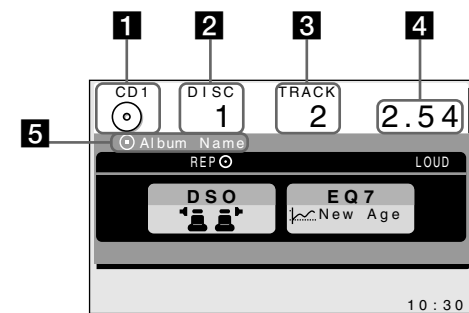 1 2 3 4
CD1 DISC TRACK
1 2 2.54
5 Album Name
REP LOUD
DSO EQ7
New Age
10:30